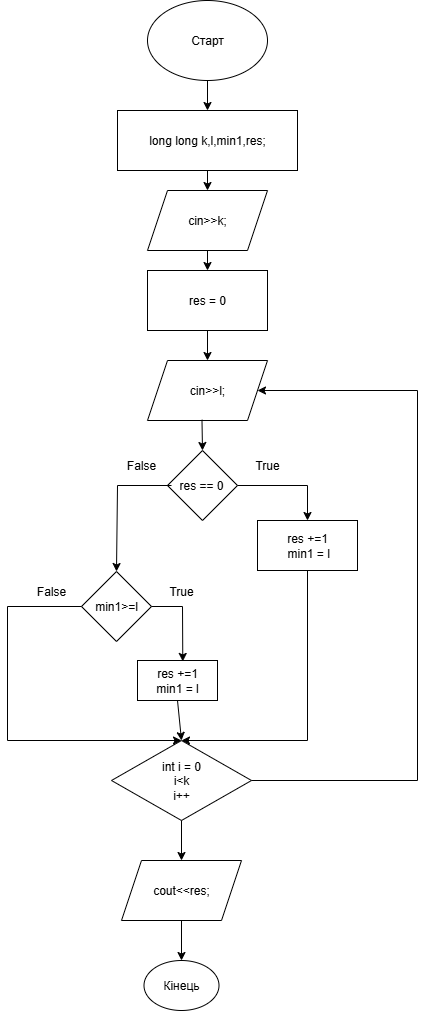 Старт
long long k,l,min1,res;
cin>>k;
res = 0
cin>>l;
False
True
res == 0
res +=1
min1 = l
False
True
min1>=l
res +=1
min1 = l
int i = 0
i<k
i++
cout<<res;
Кінець